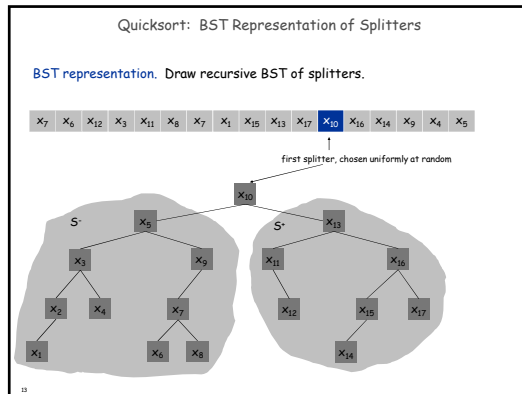 Quicksort: BST Representation of Splitters
BST representation. Draw recursive BST of splitters.
x7 x6 x12 x3 x11 x8 x7 x1 x15 x13 x17 x10 x16 x14 x9 x4 x5
first splitter, chosen uniformly at random
x10
S- x5 S+ x13
x3 x9 x11 x16
x2 x4 x7 x12 x15 x17
x1 x6 x8 x14
13